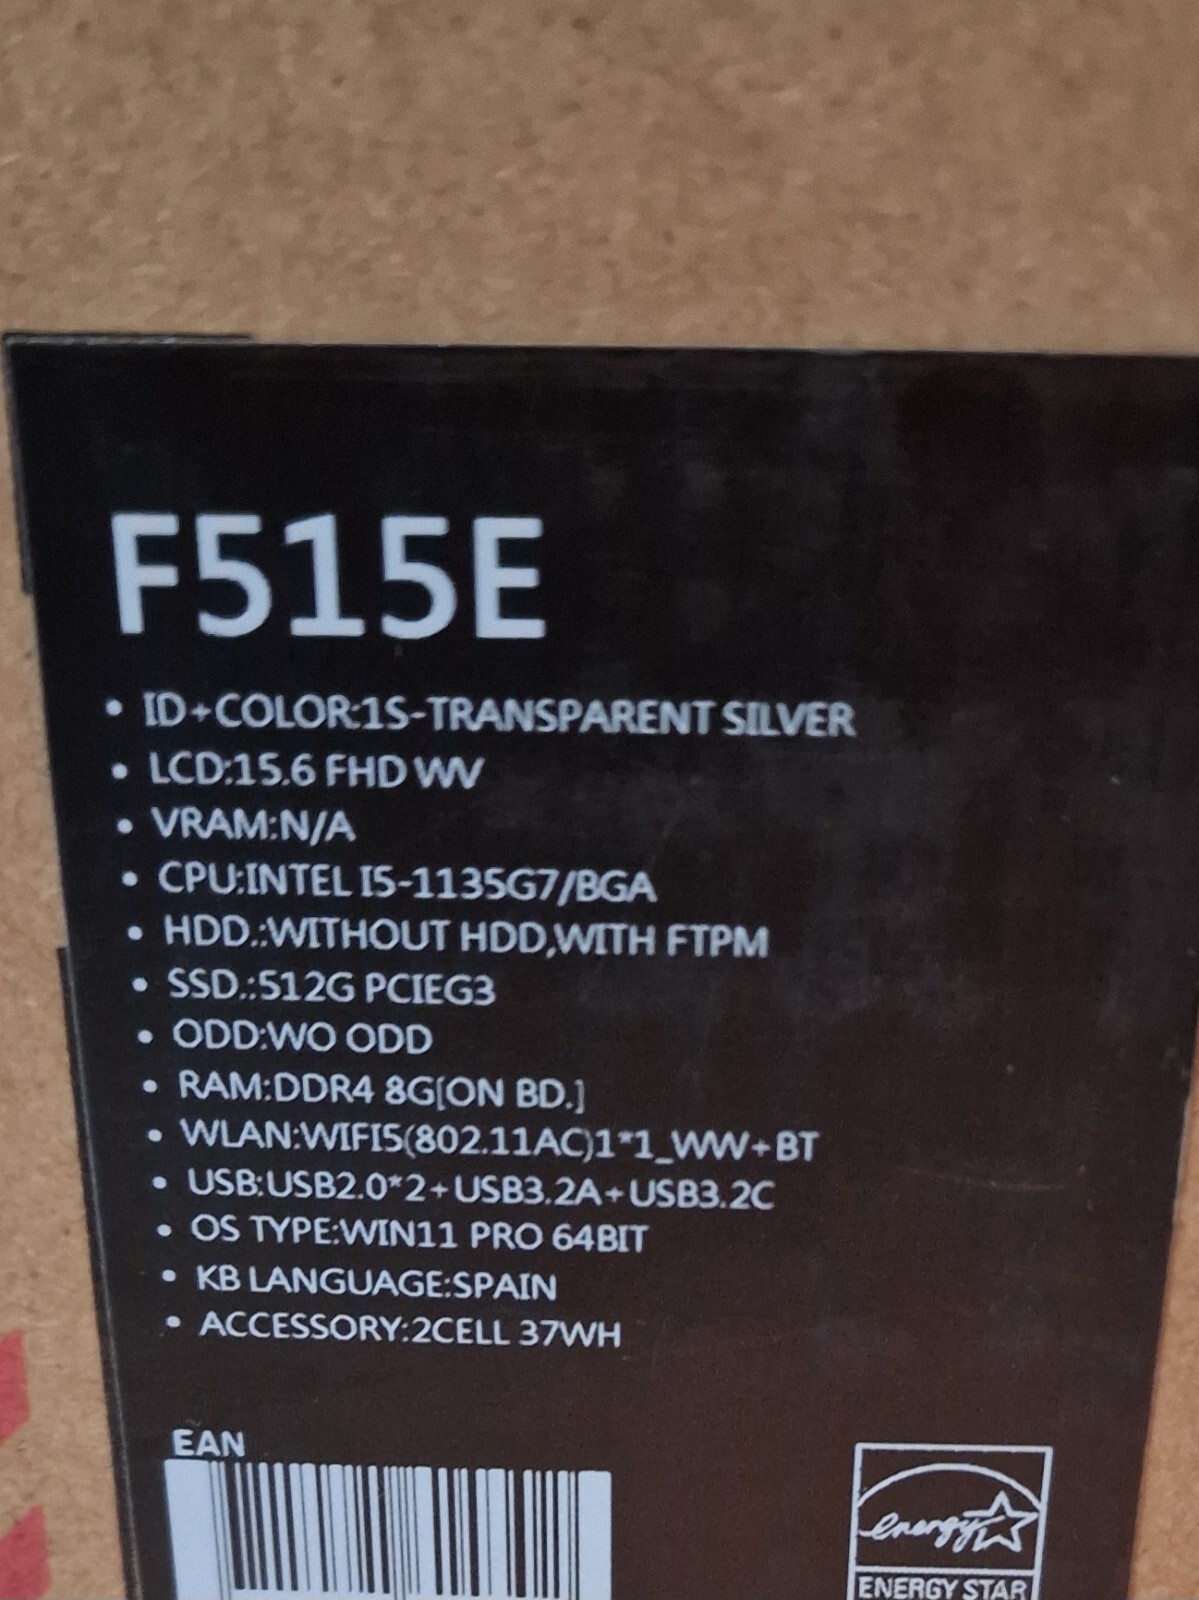 F515E
• ID+COLOR:1S-TRANSPARENT SILVER
• LCD:15.6 FHD WV
• VRAM:N/A
• CPU:INTEL I5-1135G7/BGA
• HDD.:WITHOUT HDD,WITH FTPM
• SSD.:512G PCIEG3
• ODD:WO ODD
• RAM:DDR4 8G[ON BD.]
• WLAN:WIFI5(802.11AC)1*1_WW+BT
• USB:USB2.0*2+USB3.2A+USB3.2C
• OS TYPE:WIN11 PRO 64BIT
• KB LANGUAGE:SPAIN
• ACCESSORY:2CELL 37WH
EAN
energy
ENERGY STAR